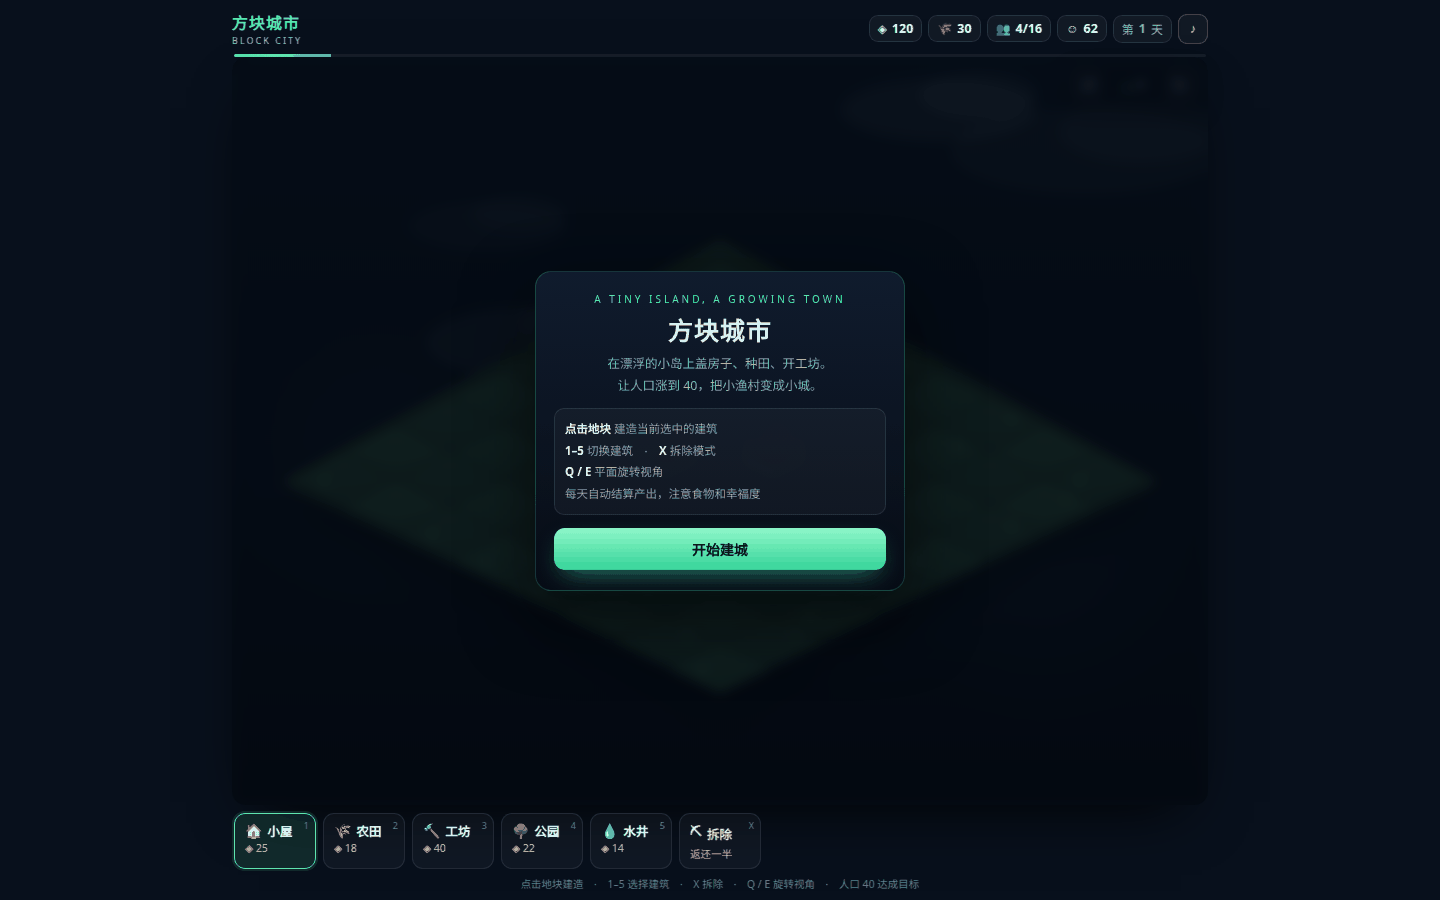 方块城市
BLOCK CITY
◈ 120
30
4/16
☺ 62
第 1 天
♪
A TINY ISLAND, A GROWING TOWN
方块城市
在漂浮的小岛上盖房子、种田、开工坊。
让人口涨到 40，把小渔村变成小城。
点击地块 建造当前选中的建筑
1–5 切换建筑 · X 拆除模式
Q / E 平面旋转视角
每天自动结算产出，注意食物和幸福度
开始建城
小屋 1
◈ 25
农田 2
◈ 18
工坊 3
◈ 40
公园 4
◈ 22
水井 5
◈ 14
拆除 X
返还一半
点击地块建造 · 1–5 选择建筑 · X 拆除 · Q / E 旋转视角 · 人口 40 达成目标